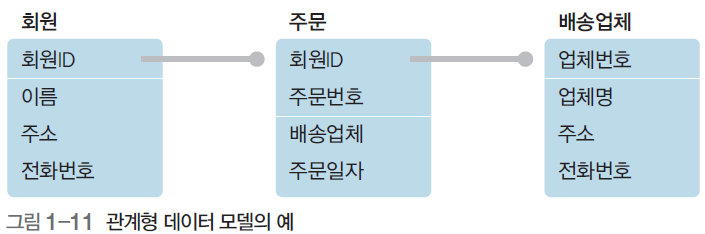 회원
회원ID
이름
주소
전화번호
주문
회원ID
주문번호
배송업체
주문일자
배송업체
업체번호
업체명
주소
전화번호
그림 1-11 관계형 데이터 모델의 예